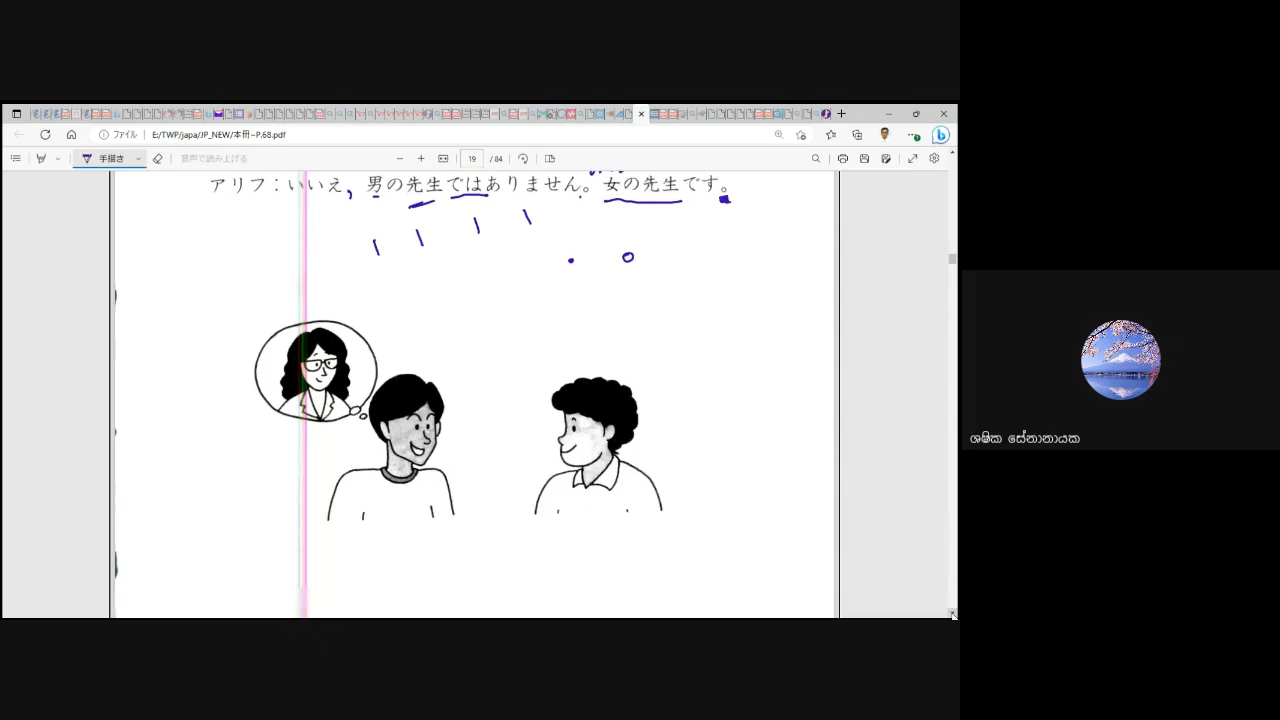 ファイル | E:/TWP/japa/JP_NEW/本冊~P.68.pdf
手描き 音声で読み上げる 19 / 84
アリフ：いいえ，男の先生ではありません。女の先生です。
ශෂික සේනානායක